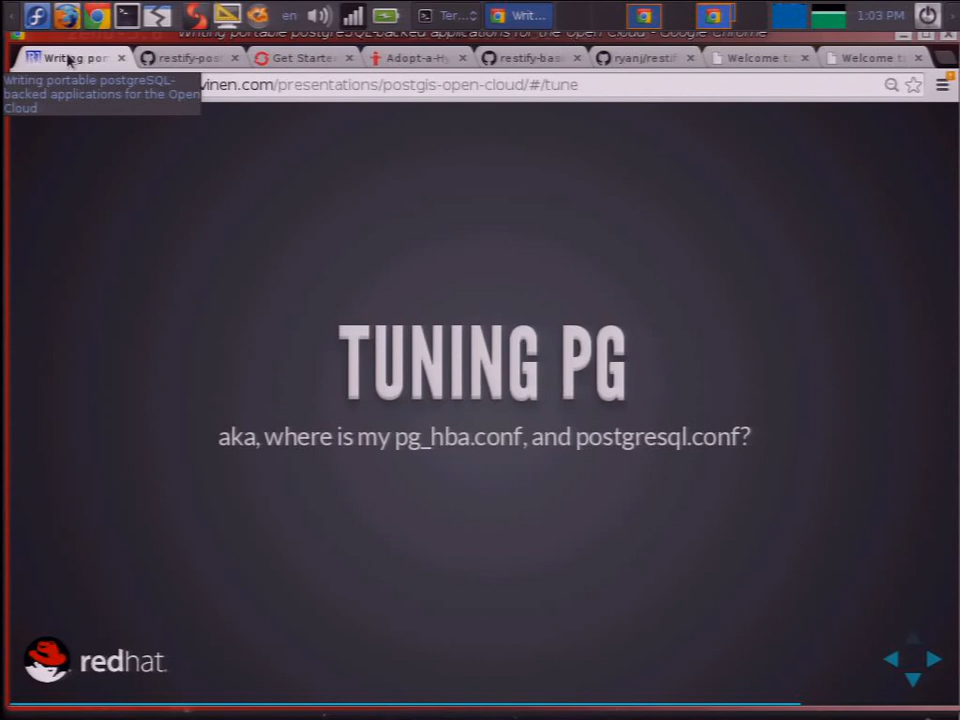 en
Ter...
Writ...
1:03 PM
Writing portable postgreSQL-backed applications for the Open Cloud - Google Chrome
Writing por
restify-pos
Get Starte
Adopt-a-Hy
restify-bas
ryanj/restif
Welcome to
Welcome t
Writing portable postgreSQL-
backed applications for the Open
Cloud
vinen.com/presentations/postgis-open-cloud/#/tune
TUNING PG
aka, where is my pg_hba.conf, and postgresql.conf?
redhat.